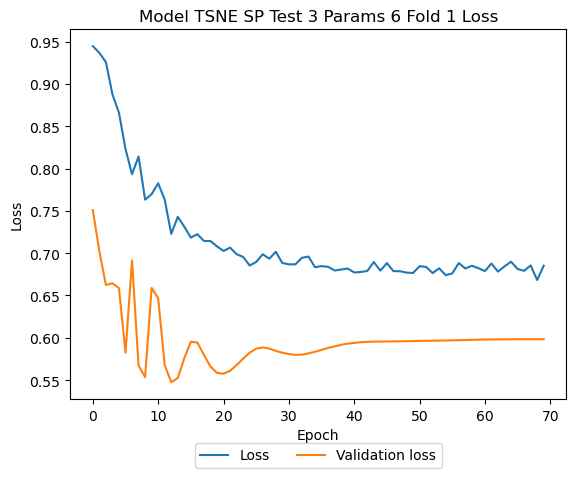 Model TSNE SP Test 3 Params 6 Fold 1 Loss
0.95
0.90
0.85
0.80
0.75
0.70
0.65
0.60
0.55
Loss
0 10 20 30 40 50 60 70
Epoch
Loss Validation loss